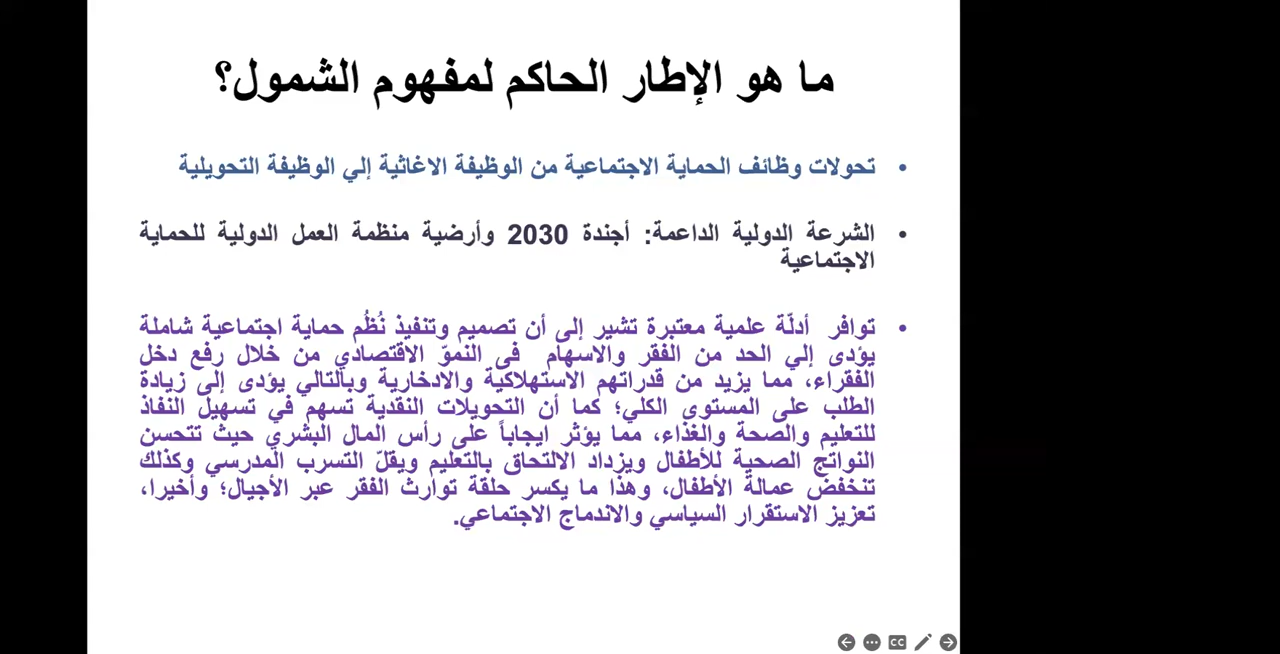 ما هو الإطار الحاكم لمفهوم الشمول؟
• تحولات وظائف الحماية الاجتماعية من الوظيفة الاغاثية إلي الوظيفة التحويلية
• الشرعة الدولية الداعمة: أجندة 2030 وأرضية منظمة العمل الدولية للحماية
الاجتماعية
• توافر أدلّة علمية معتبرة تشير إلى أن تصميم وتنفيذ نُظُم حماية اجتماعية شاملة
يؤدى إلي الحد من الفقر والاسهام فى النموّ الاقتصادي من خلال رفع دخل
الفقراء، مما يزيد من قدراتهم الاستهلاكية والادخارية وبالتالي يؤدى إلى زيادة
الطلب على المستوى الكلي؛ كما أن التحويلات النقدية تسهم في تسهيل النفاذ
للتعليم والصحة والغذاء، مما يؤثر ايجاباً على رأس المال البشري حيث تتحسن
النواتج الصحية للأطفال ويزداد الالتحاق بالتعليم ويقلّ التسرب المدرسي وكذلك
تنخفض عمالة الأطفال، وهذا ما يكسر حلقة توارث الفقر عبر الأجيال؛ وأخيرا،
تعزيز الاستقرار السياسي والاندماج الاجتماعي.
CC